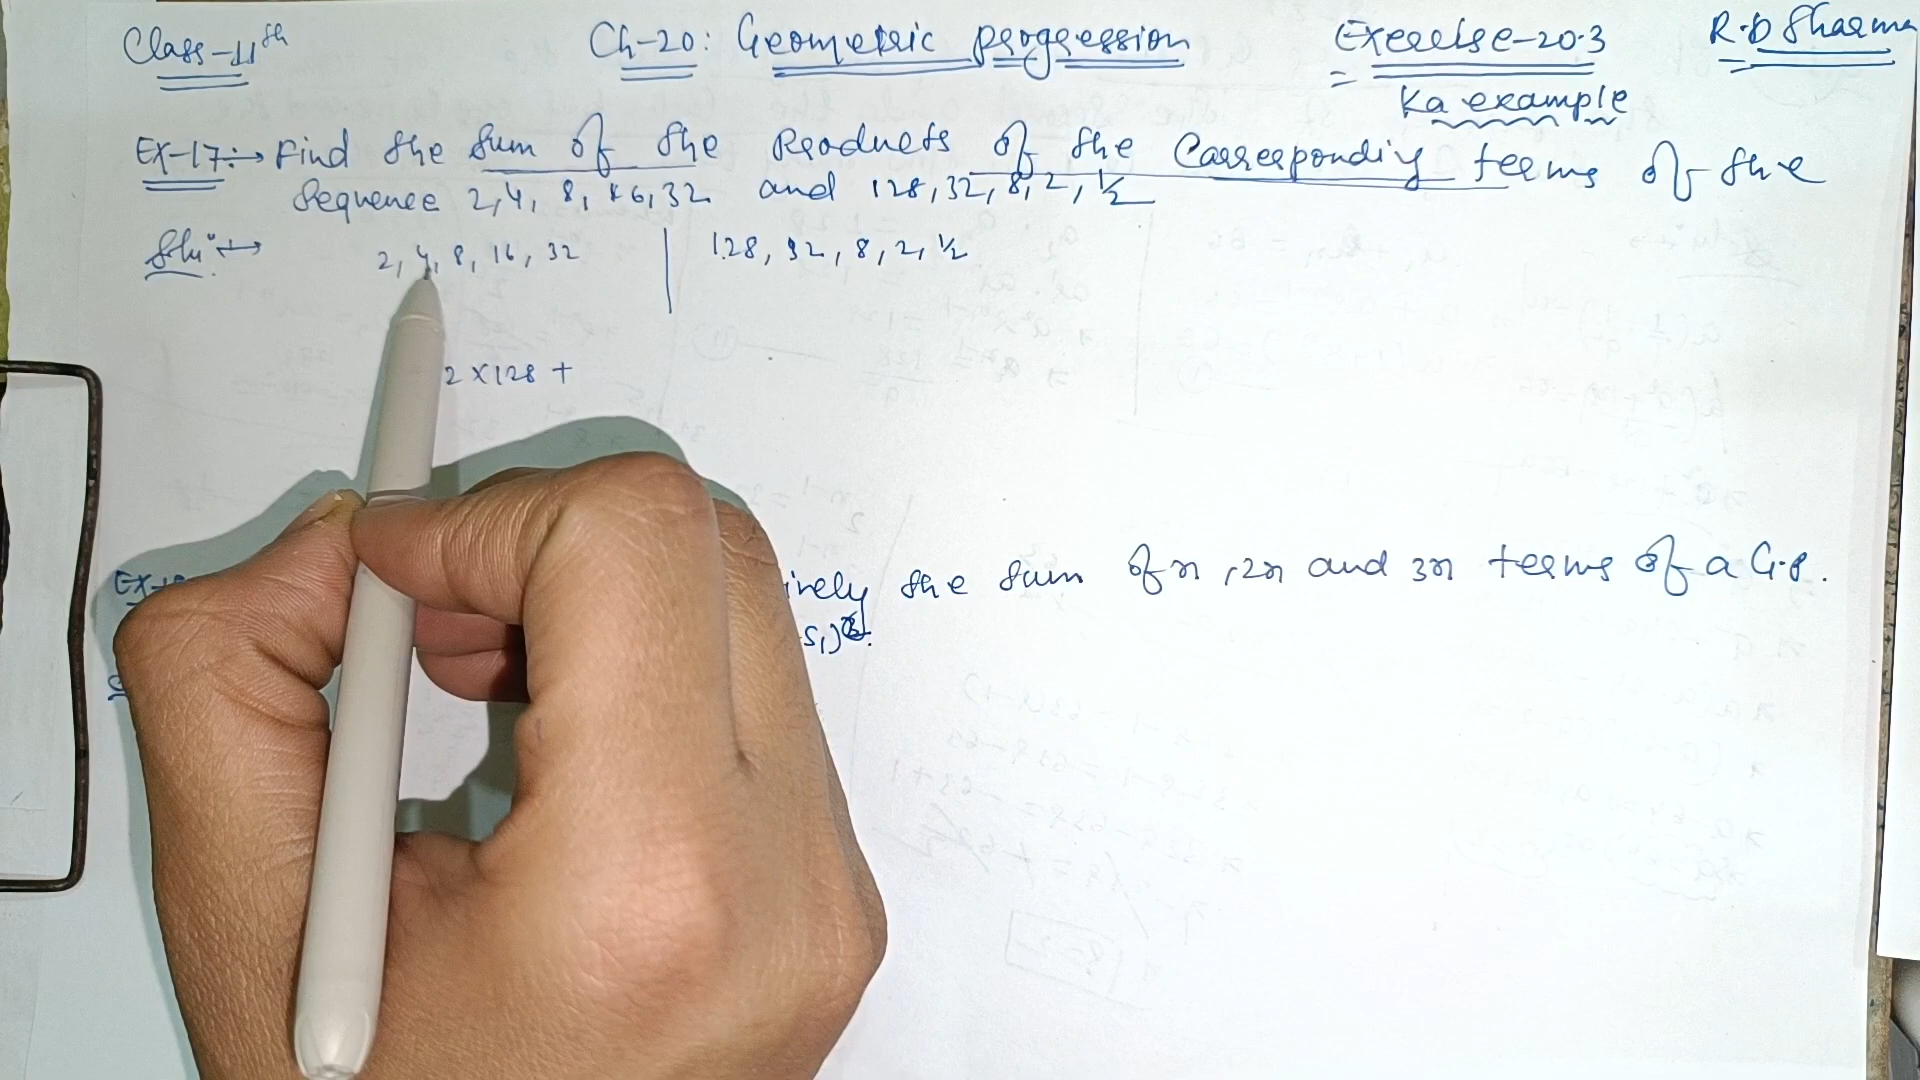 Class-11th Ch-20: Geometric progression Exercise-20.3 R.D Sharma
Ka example
Ex-17:→ Find the Sum of the Products of the Corresponding terms of the
Sequence 2,4, 8, 16,32 and 128,32,8,2,½
Solu:→ 2, 4, 8, 16, 32 | 128, 32, 8, 2, ½
2 x 128 +
the sum of n, 2n and 3n terms of a G.P.